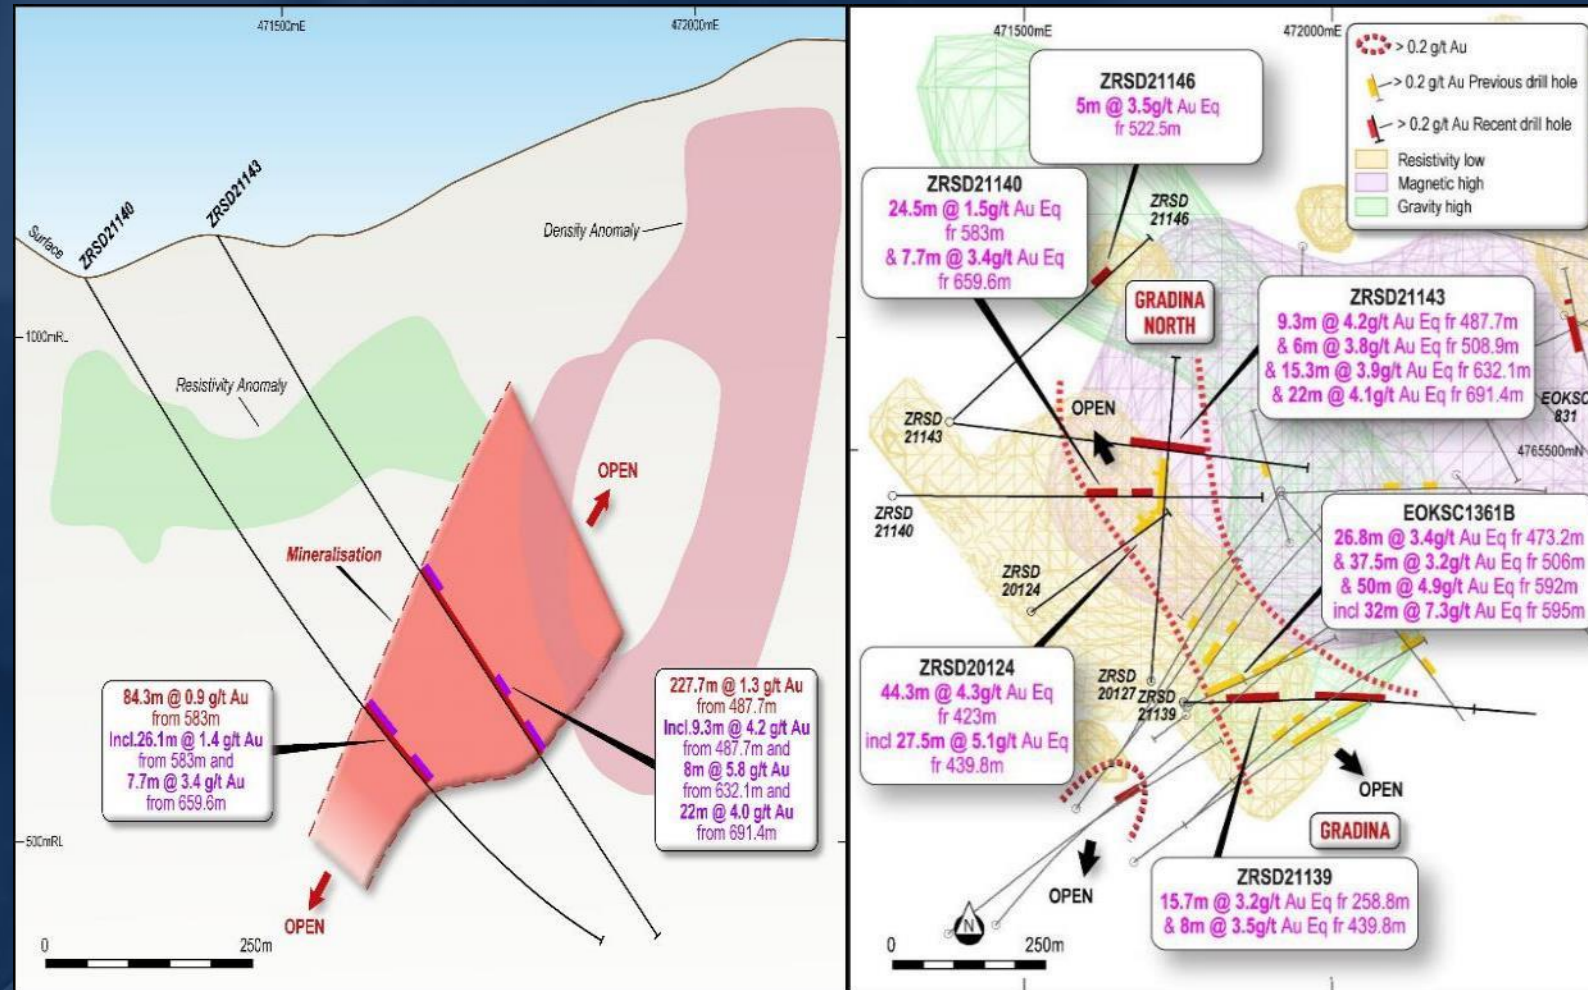 471500mE
472000mE
ZRSD21140
ZRSD21143
Surface
Density Anomaly
1000mRL
Resistivity Anomaly
OPEN
Mineralisation
84.3m @ 0.9 g/t Au
from 583m
Incl.26.1m @ 1.4 g/t Au
from 583m and
7.7m @ 3.4 g/t Au
from 659.6m
227.7m @ 1.3 g/t Au
from 487.7m
Incl.9.3m @ 4.2 g/t Au
from 487.7m and
8m @ 5.8 g/t Au
from 632.1m and
22m @ 4.0 g/t Au
from 691.4m
500mRL
OPEN
0
250m
471500mE
472000mE
> 0.2 g/t Au
> 0.2 g/t Au Previous drill hole
> 0.2 g/t Au Recent drill hole
Resistivity low
Magnetic high
Gravity high
ZRSD21146
5m @ 3.5g/t Au Eq
fr 522.5m
ZRSD21140
24.5m @ 1.5g/t Au Eq
fr 583m
& 7.7m @ 3.4g/t Au Eq
fr 659.6m
ZRSD
21146
GRADINA
NORTH
ZRSD21143
9.3m @ 4.2g/t Au Eq fr 487.7m
& 6m @ 3.8g/t Au Eq fr 508.9m
& 15.3m @ 3.9g/t Au Eq fr 632.1m
& 22m @ 4.1g/t Au Eq fr 691.4m
EOKSC
831
ZRSD
21143
OPEN
4765500mN
ZRSD
21140
EOKSC1361B
26.8m @ 3.4g/t Au Eq fr 473.2m
& 37.5m @ 3.2g/t Au Eq fr 506m
& 50m @ 4.9g/t Au Eq fr 592m
incl 32m @ 7.3g/t Au Eq fr 595m
ZRSD
20124
ZRSD20124
44.3m @ 4.3g/t Au Eq
fr 423m
incl 27.5m @ 5.1g/t Au Eq
fr 439.8m
ZRSD
20127
ZRSD
21139
OPEN
GRADINA
OPEN
ZRSD21139
15.7m @ 3.2g/t Au Eq fr 258.8m
& 8m @ 3.5g/t Au Eq fr 439.8m
N
0
250m